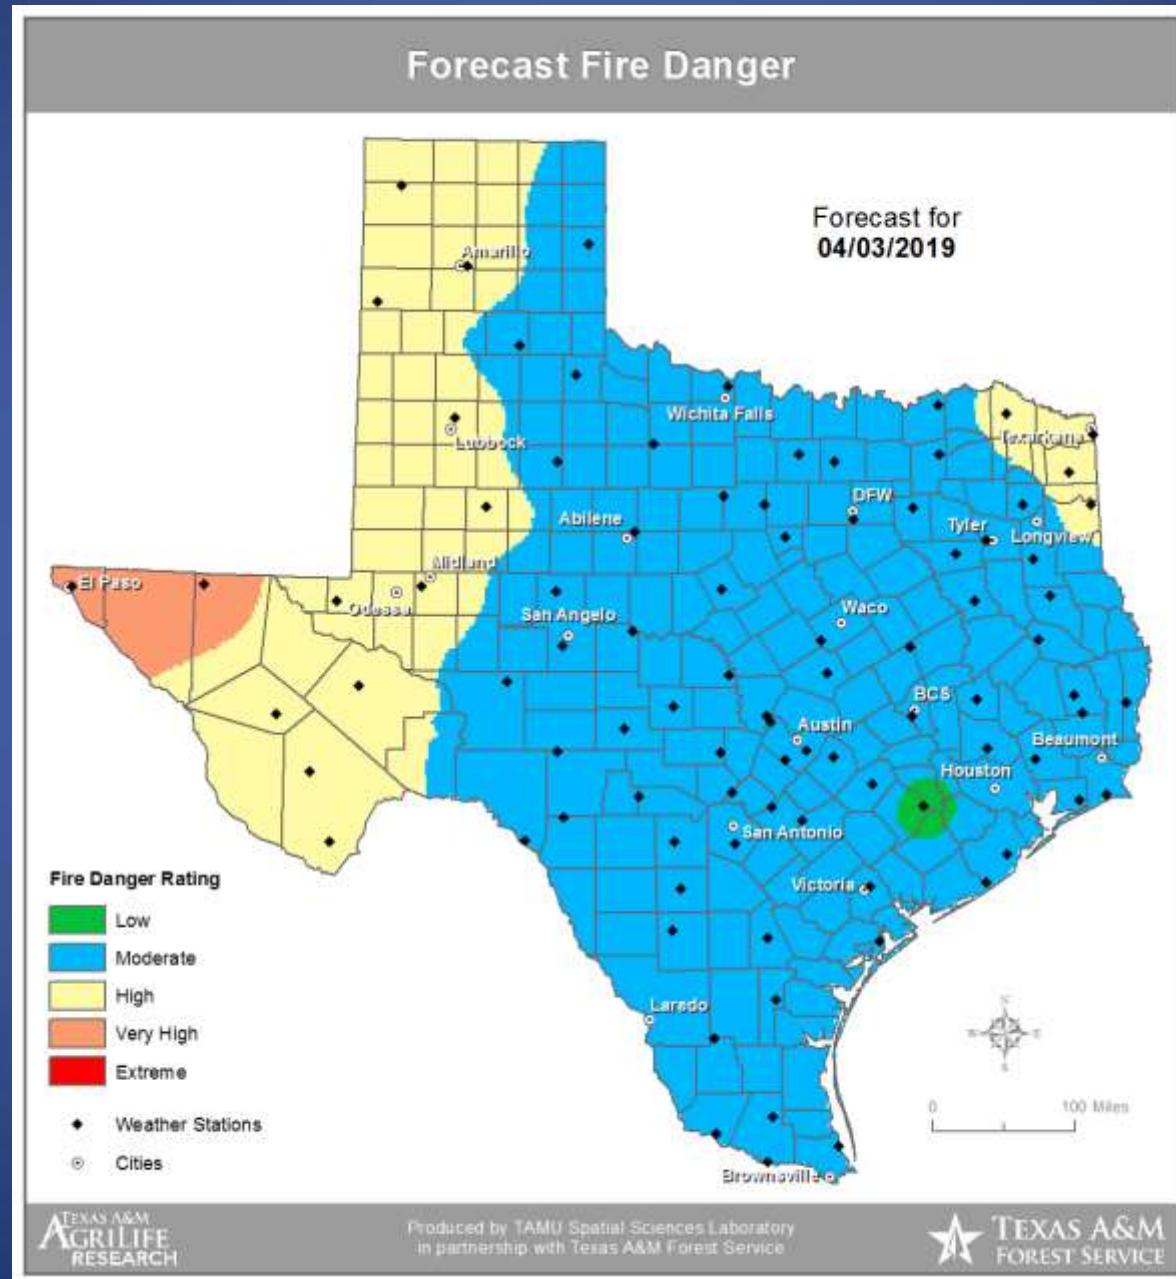 Forecast Fire Danger
Forecast for
04/03/2019
Amarillo
Wichita Falls
Lubbock
Texarkana
DFW
Abilene
Tyler
Longview
Midland
El Paso
Odessa
San Angelo
Waco
BCS
Austin
Beaumont
Houston
San Antonio
Victoria
Laredo
Brownsville
Fire Danger Rating
Low
Moderate
High
Very High
Extreme
Weather Stations
Cities
N
W E
S
0 100 Miles
TEXAS A&M
AGRILIFE
RESEARCH
Produced by TAMU Spatial Sciences Laboratory
in partnership with Texas A&M Forest Service
TEXAS A&M
FOREST SERVICE